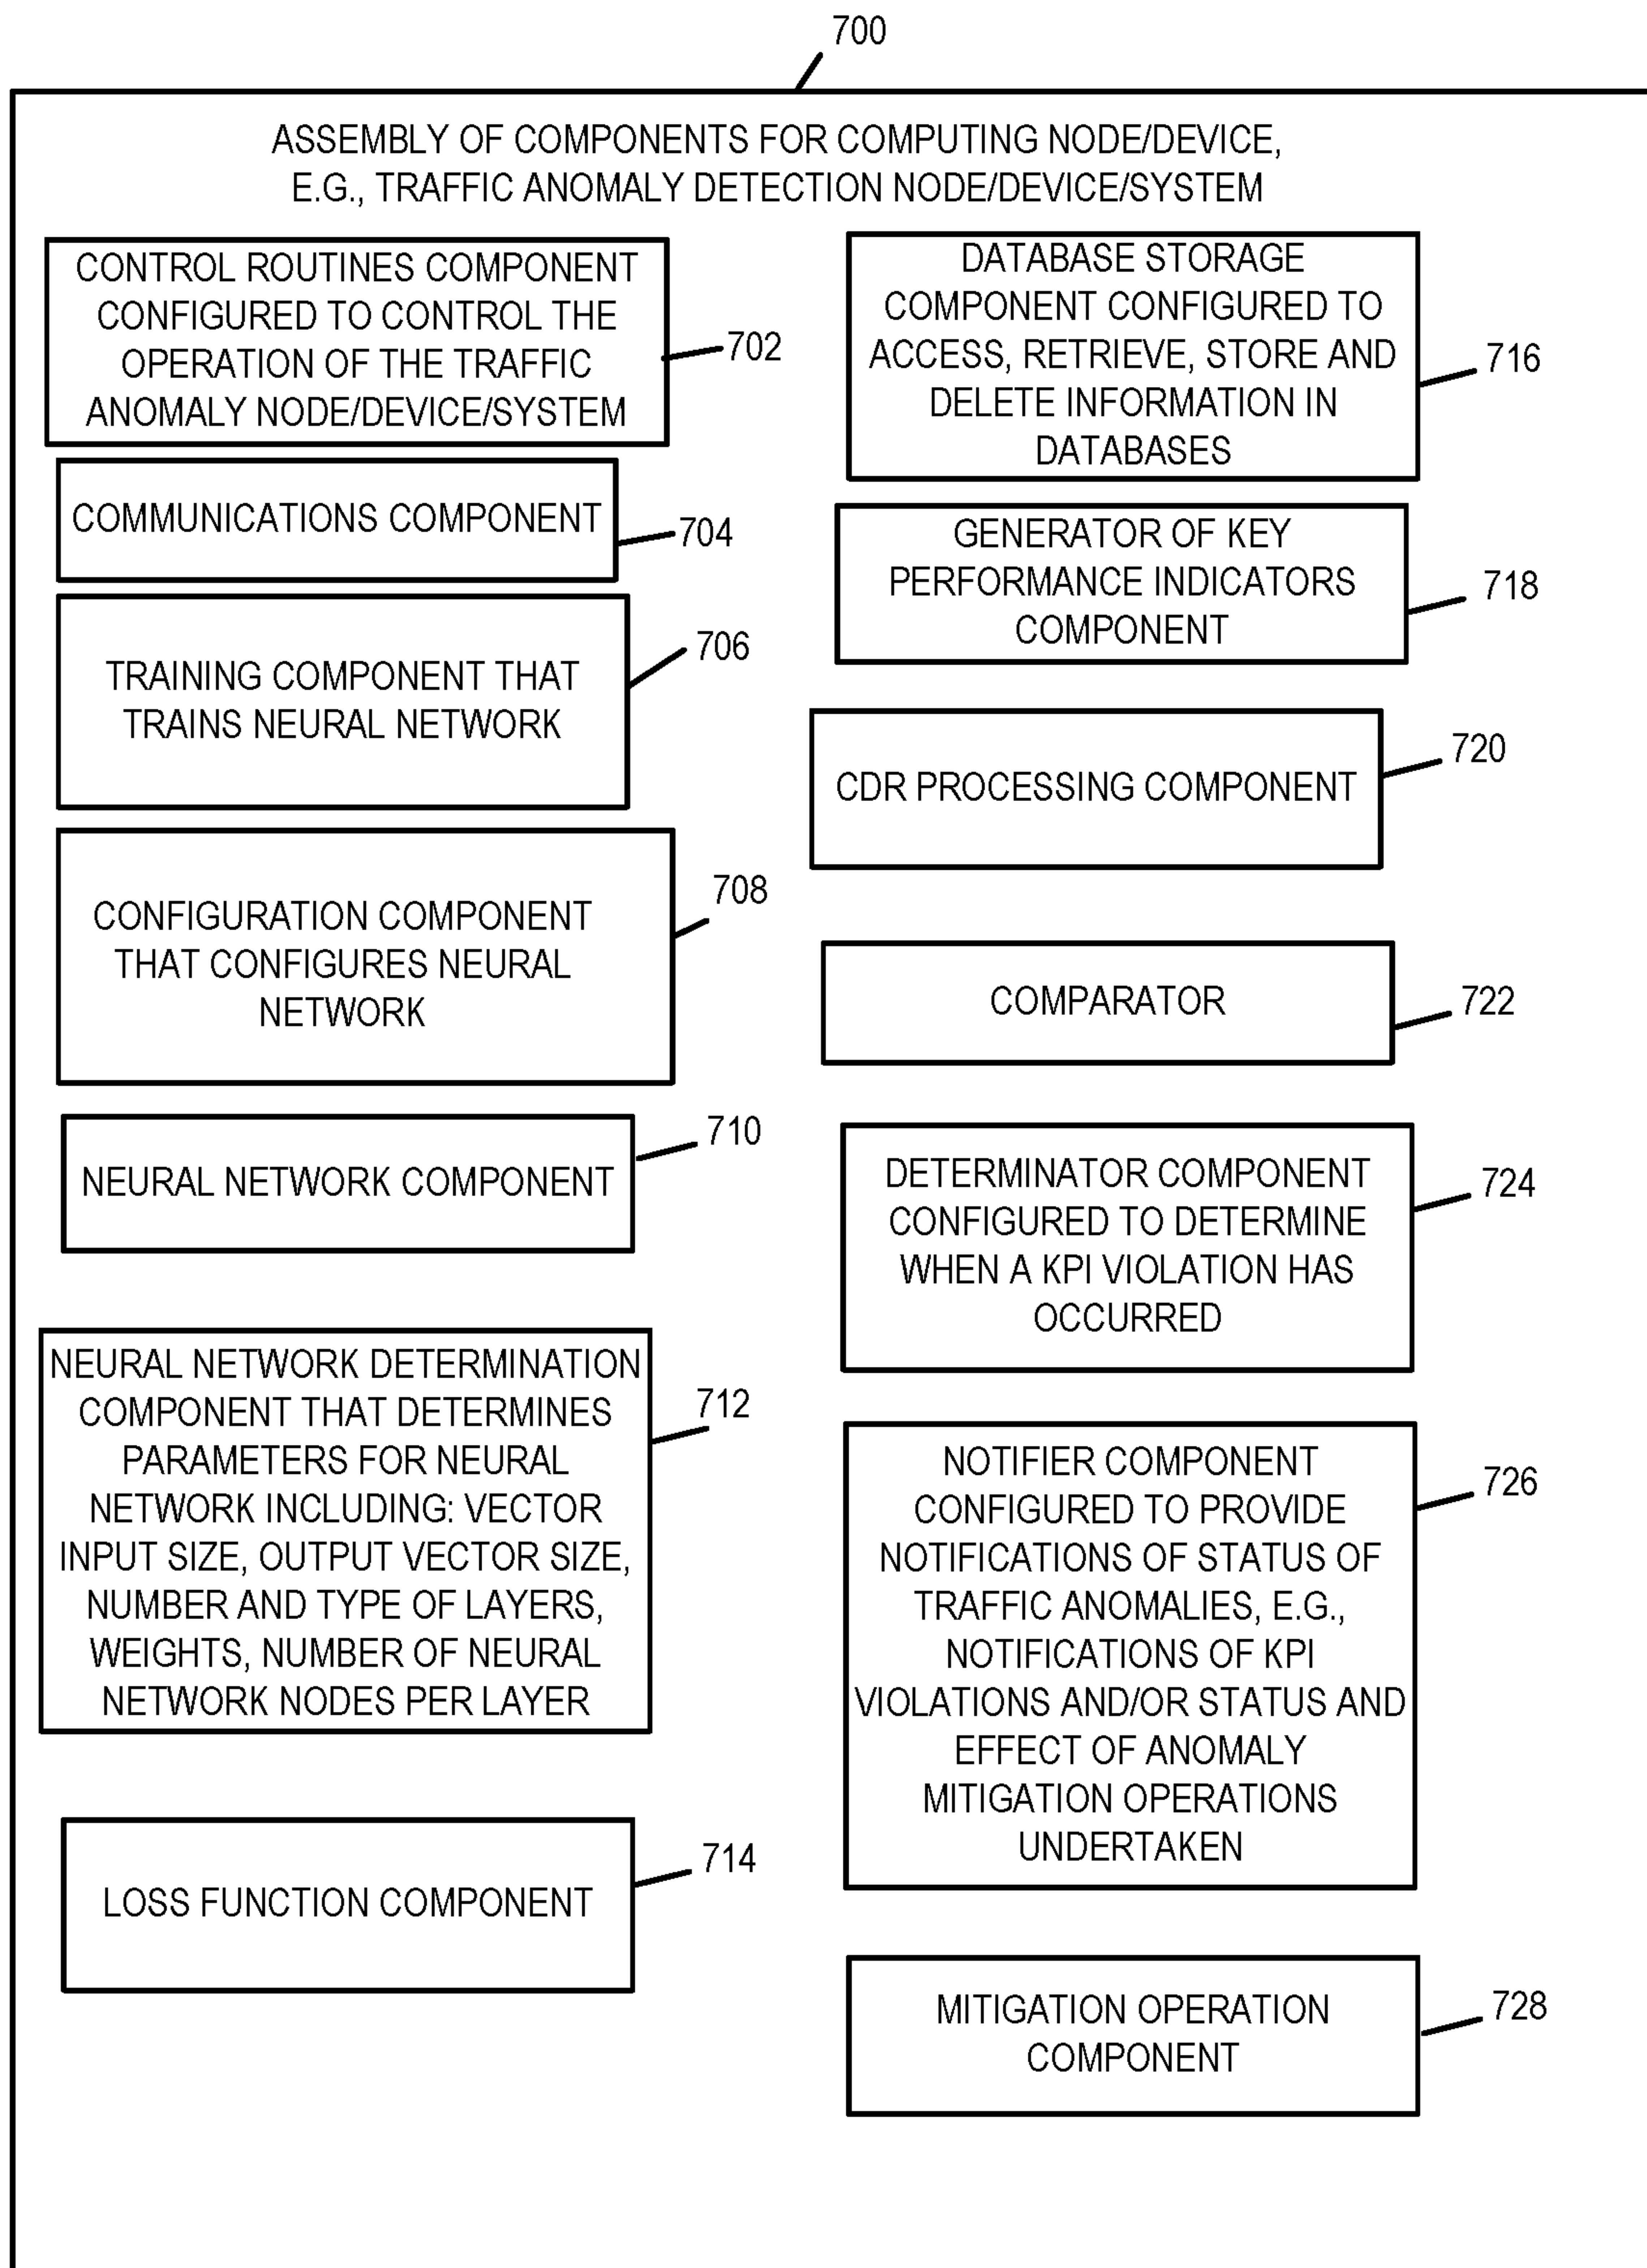 700
ASSEMBLY OF COMPONENTS FOR COMPUTING NODE/DEVICE,
E.G., TRAFFIC ANOMALY DETECTION NODE/DEVICE/SYSTEM
CONTROL ROUTINES COMPONENT
CONFIGURED TO CONTROL THE
OPERATION OF THE TRAFFIC
ANOMALY NODE/DEVICE/SYSTEM
702
COMMUNICATIONS COMPONENT
704
TRAINING COMPONENT THAT
TRAINS NEURAL NETWORK
706
CONFIGURATION COMPONENT
THAT CONFIGURES NEURAL
NETWORK
708
NEURAL NETWORK COMPONENT
710
NEURAL NETWORK DETERMINATION
COMPONENT THAT DETERMINES
PARAMETERS FOR NEURAL
NETWORK INCLUDING: VECTOR
INPUT SIZE, OUTPUT VECTOR SIZE,
NUMBER AND TYPE OF LAYERS,
WEIGHTS, NUMBER OF NEURAL
NETWORK NODES PER LAYER
712
LOSS FUNCTION COMPONENT
714
DATABASE STORAGE
COMPONENT CONFIGURED TO
ACCESS, RETRIEVE, STORE AND
DELETE INFORMATION IN
DATABASES
716
GENERATOR OF KEY
PERFORMANCE INDICATORS
COMPONENT
718
CDR PROCESSING COMPONENT
720
COMPARATOR
722
DETERMINATOR COMPONENT
CONFIGURED TO DETERMINE
WHEN A KPI VIOLATION HAS
OCCURRED
724
NOTIFIER COMPONENT
CONFIGURED TO PROVIDE
NOTIFICATIONS OF STATUS OF
TRAFFIC ANOMALIES, E.G.,
NOTIFICATIONS OF KPI
VIOLATIONS AND/OR STATUS AND
EFFECT OF ANOMALY
MITIGATION OPERATIONS
UNDERTAKEN
726
MITIGATION OPERATION
COMPONENT
728